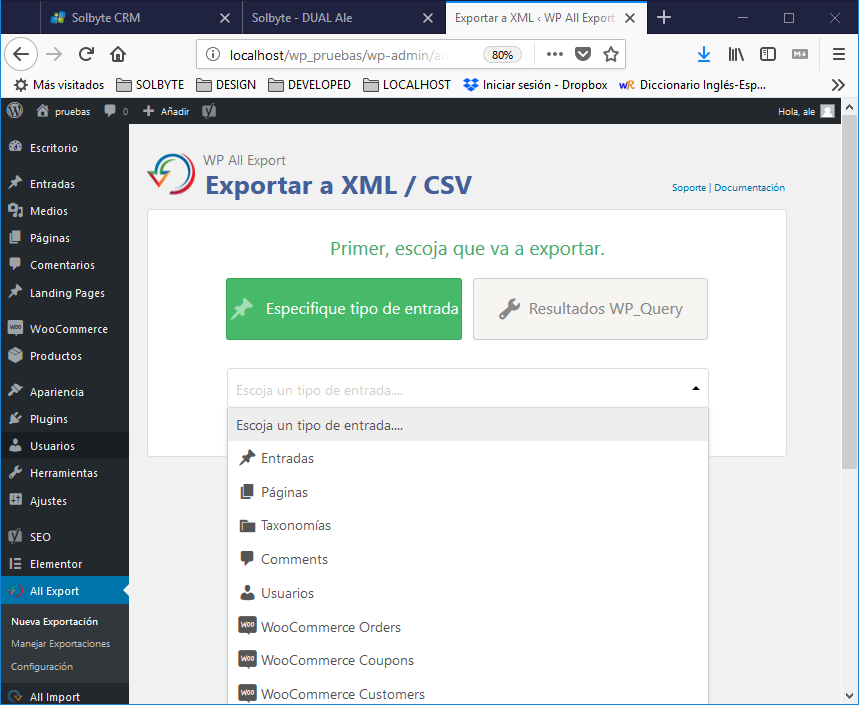 Solbyte CRM
Solbyte - DUAL Ale
Exportar a XML ‹ WP All Export
localhost/wp_pruebas/wp-admin/ad
80%
Más visitados
SOLBYTE
DESIGN
DEVELOPED
LOCALHOST
Iniciar sesión - Dropbox
wR Diccionario Inglés-Esp...
pruebas
0
Añadir
Hola, ale
Escritorio
Entradas
Medios
Páginas
Comentarios
Landing Pages
WooCommerce
Productos
Apariencia
Plugins
Usuarios
Herramientas
Ajustes
SEO
Elementor
All Export
Nueva Exportación
Manejar Exportaciones
Configuración
All Import
WP All Export
Exportar a XML / CSV
Soporte | Documentación
Primer, escoja que va a exportar.
Especifique tipo de entrada
Resultados WP_Query
Escoja un tipo de entrada....
Escoja un tipo de entrada....
Entradas
Páginas
Taxonomías
Comments
Usuarios
Woo WooCommerce Orders
Woo WooCommerce Coupons
Woo WooCommerce Customers